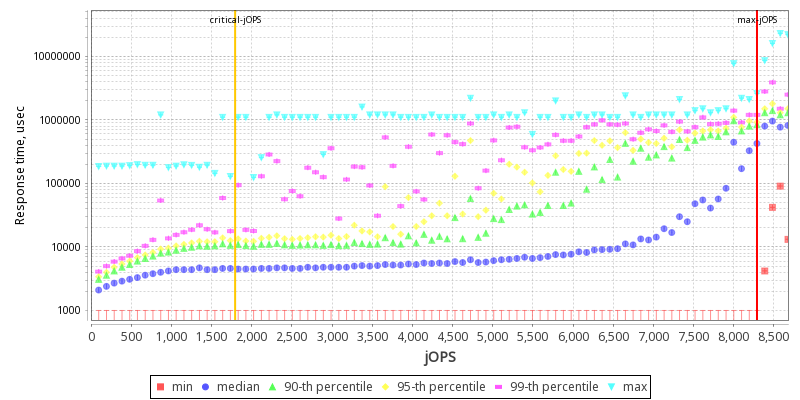 critical-jOPS max-jOPS
Response time, usec
10000000
1000000
100000
10000
1000
0 500 1,000 1,500 2,000 2,500 3,000 3,500 4,000 4,500 5,000 5,500 6,000 6,500 7,000 7,500 8,000 8,500
jOPS
min median 90-th percentile 95-th percentile 99-th percentile max